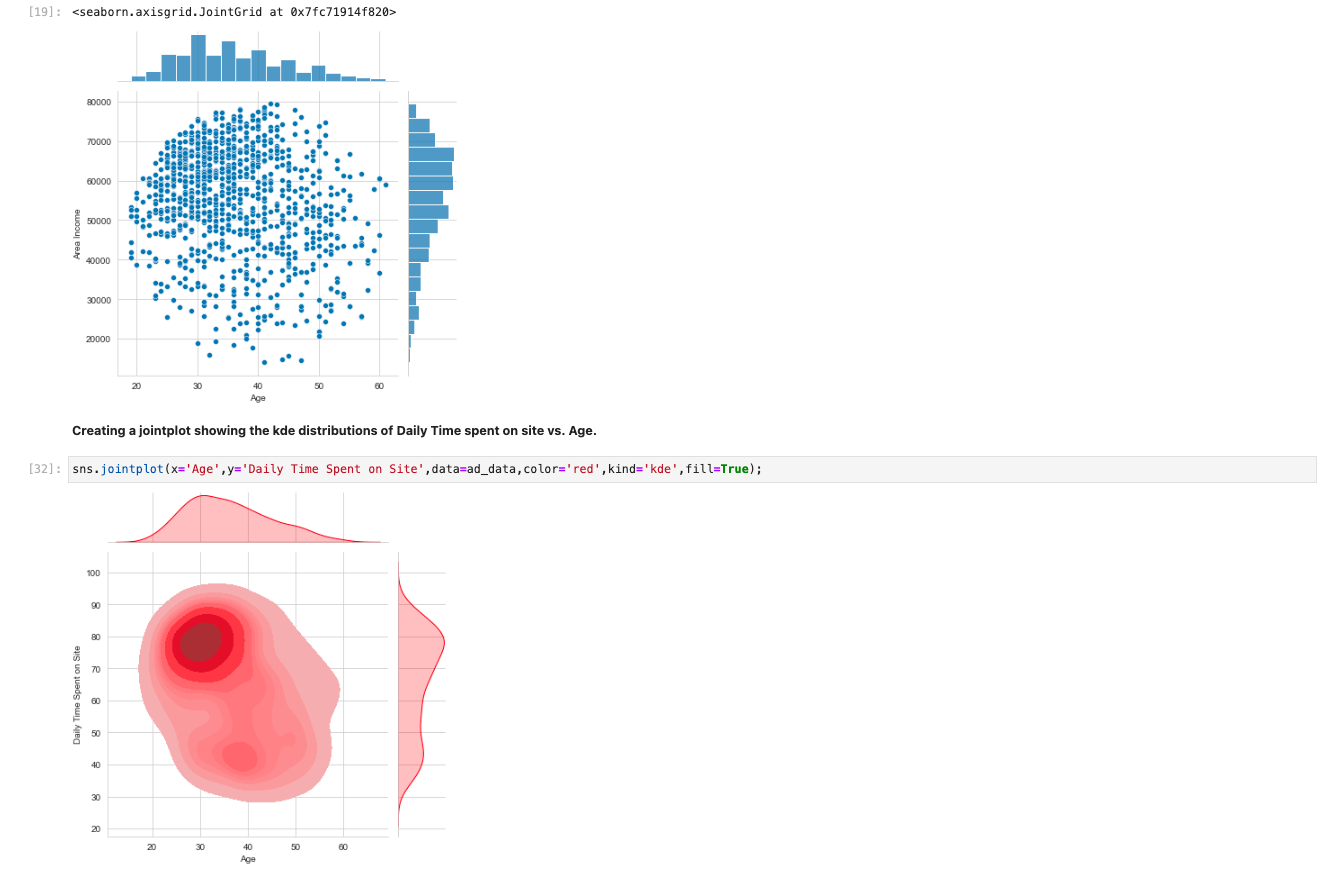 [19]: <seaborn.axisgrid.JointGrid at 0x7fc71914f820>
80000
70000
60000
50000
40000
30000
20000
Area Income
20 30 40 50 60
Age
Creating a jointplot showing the kde distributions of Daily Time spent on site vs. Age.
[32]: sns.jointplot(x='Age',y='Daily Time Spent on Site',data=ad_data,color='red',kind='kde',fill=True);
100
90
80
70
60
50
40
30
20
Daily Time Spent on Site
20 30 40 50 60
Age